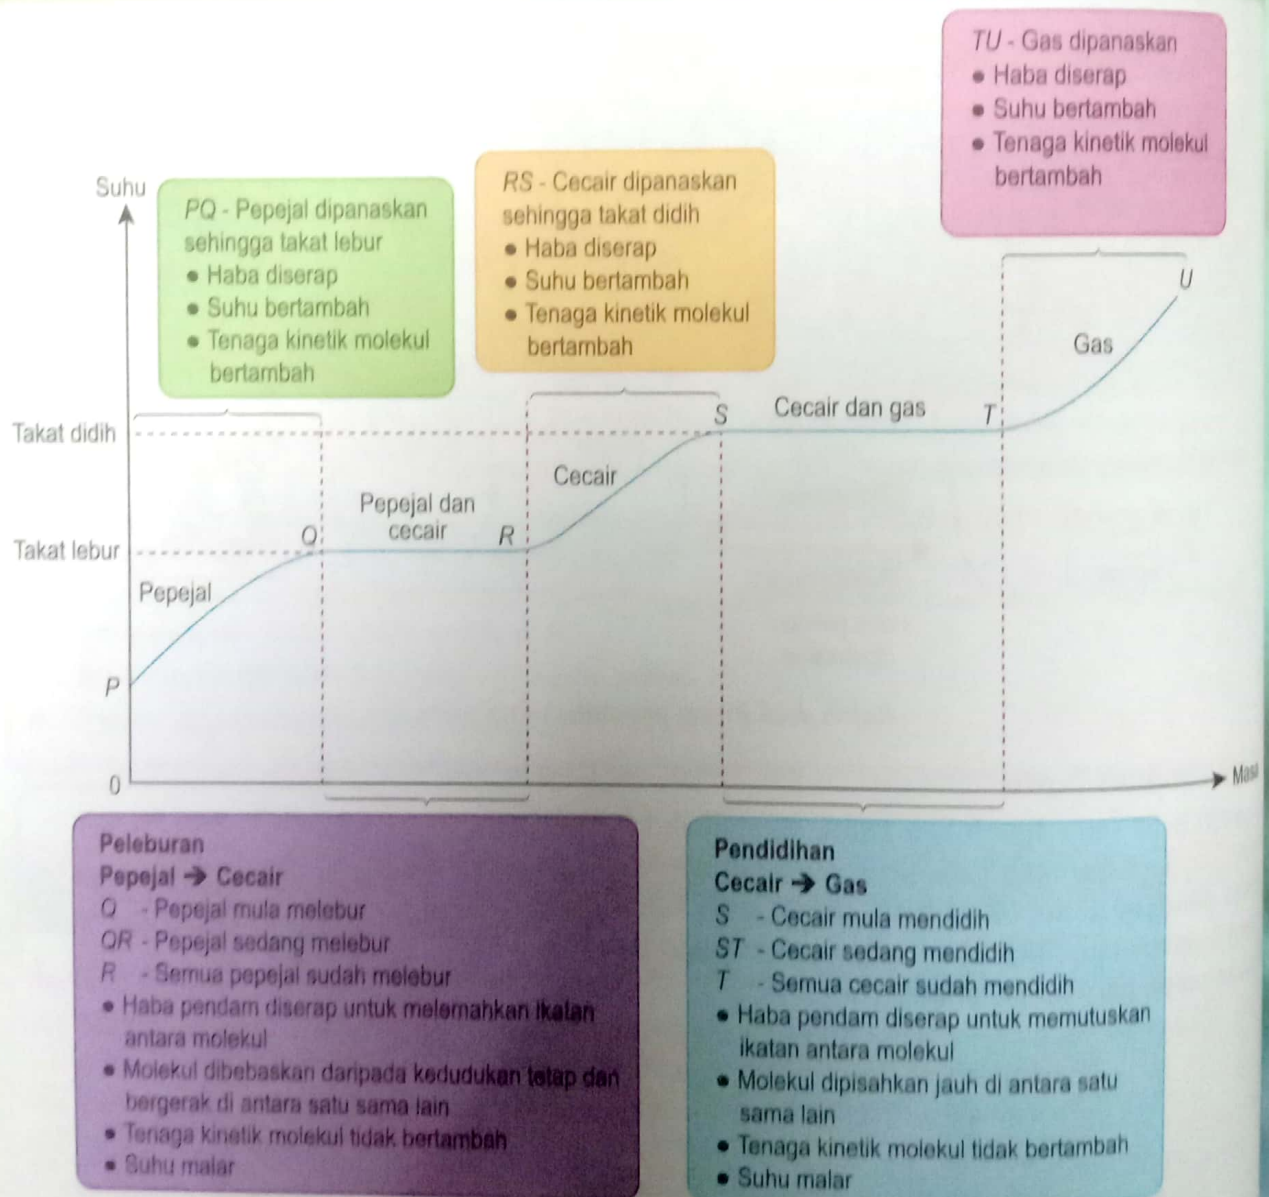 TU - Gas dipanaskan
● Haba diserap
● Suhu bertambah
● Tenaga kinetik molekul
bertambah
Suhu
PQ - Pepejal dipanaskan
sehingga takat lebur
● Haba diserap
● Suhu bertambah
● Tenaga kinetik molekul
bertambah
RS - Cecair dipanaskan
sehingga takat didih
● Haba diserap
● Suhu bertambah
● Tenaga kinetik molekul
bertambah
U
Gas
Takat didih
S
Cecair dan gas
T
Cecair
Pepejal dan
cecair
Takat lebur
Q
R
Pepejal
P
0
Peleburan
Pepejal ➔ Cecair
Q - Pepejal mula melebur
QR - Pepejal sedang melebur
R - Semua pepejal sudah melebur
● Haba pendam diserap untuk melemahkan ikatan
antara molekul
● Molekul dibebaskan daripada kedudukan tetap dan
bergerak di antara satu sama lain
● Tenaga kinetik molekul tidak bertambah
● Suhu malar
Pendidihan
Cecair ➔ Gas
S - Cecair mula mendidih
ST - Cecair sedang mendidih
T - Semua cecair sudah mendidih
● Haba pendam diserap untuk memutuskan
ikatan antara molekul
● Molekul dipisahkan jauh di antara satu
sama lain
● Tenaga kinetik molekul tidak bertambah
● Suhu malar